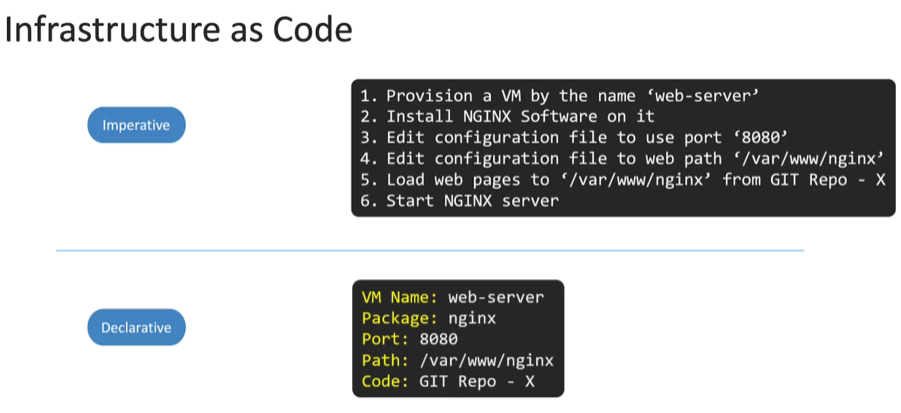 Infrastructure as Code
Imperative
1. Provision a VM by the name ‘web-server’
2. Install NGINX Software on it
3. Edit configuration file to use port ‘8080’
4. Edit configuration file to web path ‘/var/www/nginx’
5. Load web pages to ‘/var/www/nginx’ from GIT Repo - X
6. Start NGINX server
Declarative
VM Name: web-server
Package: nginx
Port: 8080
Path: /var/www/nginx
Code: GIT Repo - X